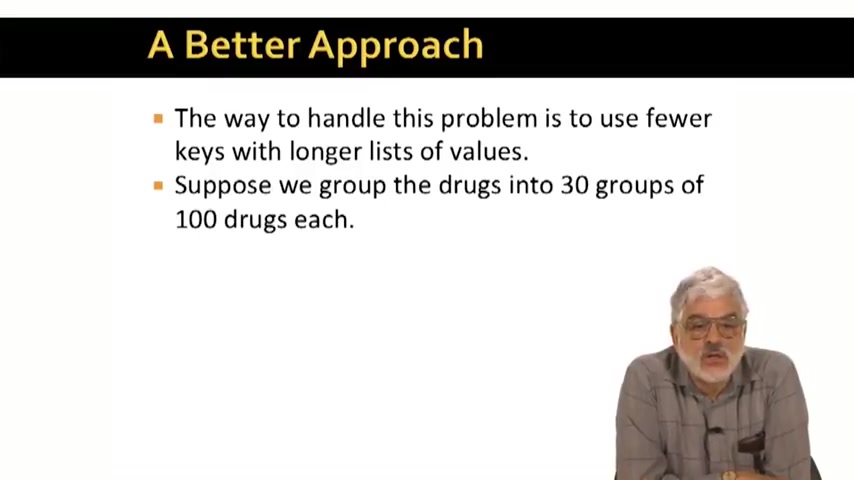 A Better Approach
The way to handle this problem is to use fewer
keys with longer lists of values.
Suppose we group the drugs into 30 groups of
100 drugs each.